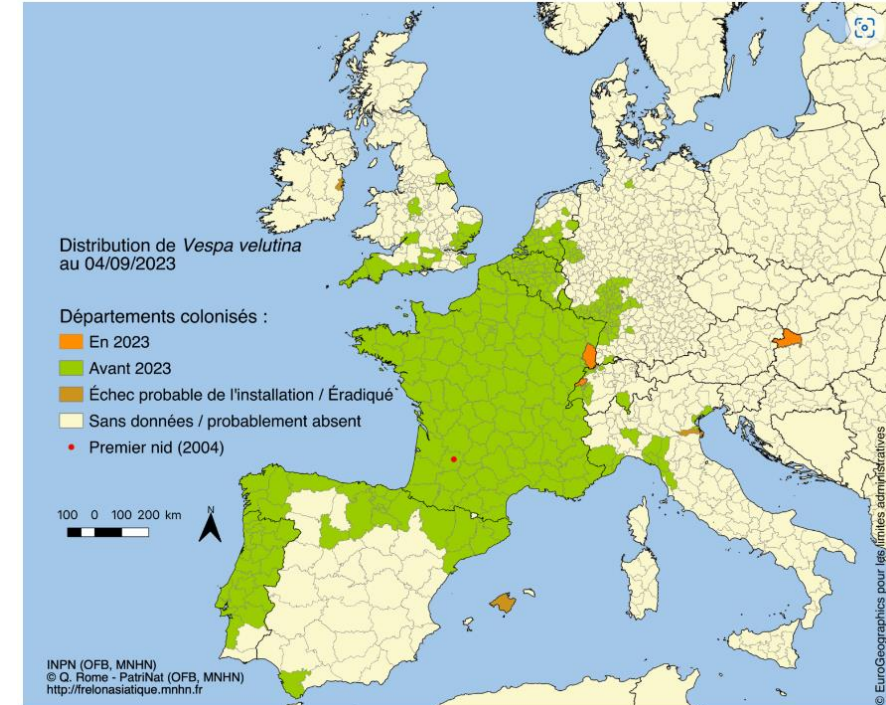 Distribution de Vespa velutina
au 04/09/2023
Départements colonisés :
En 2023
Avant 2023
Échec probable de l'installation / Éradiqué
Sans données / probablement absent
Premier nid (2004)
100 0 100 200 km
N
INPN (OFB, MNHN)
© Q. Rome - PatriNat (OFB, MNHN)
http://frelonasiatique.mnhn.fr
© EuroGeographics pour les limites administratives